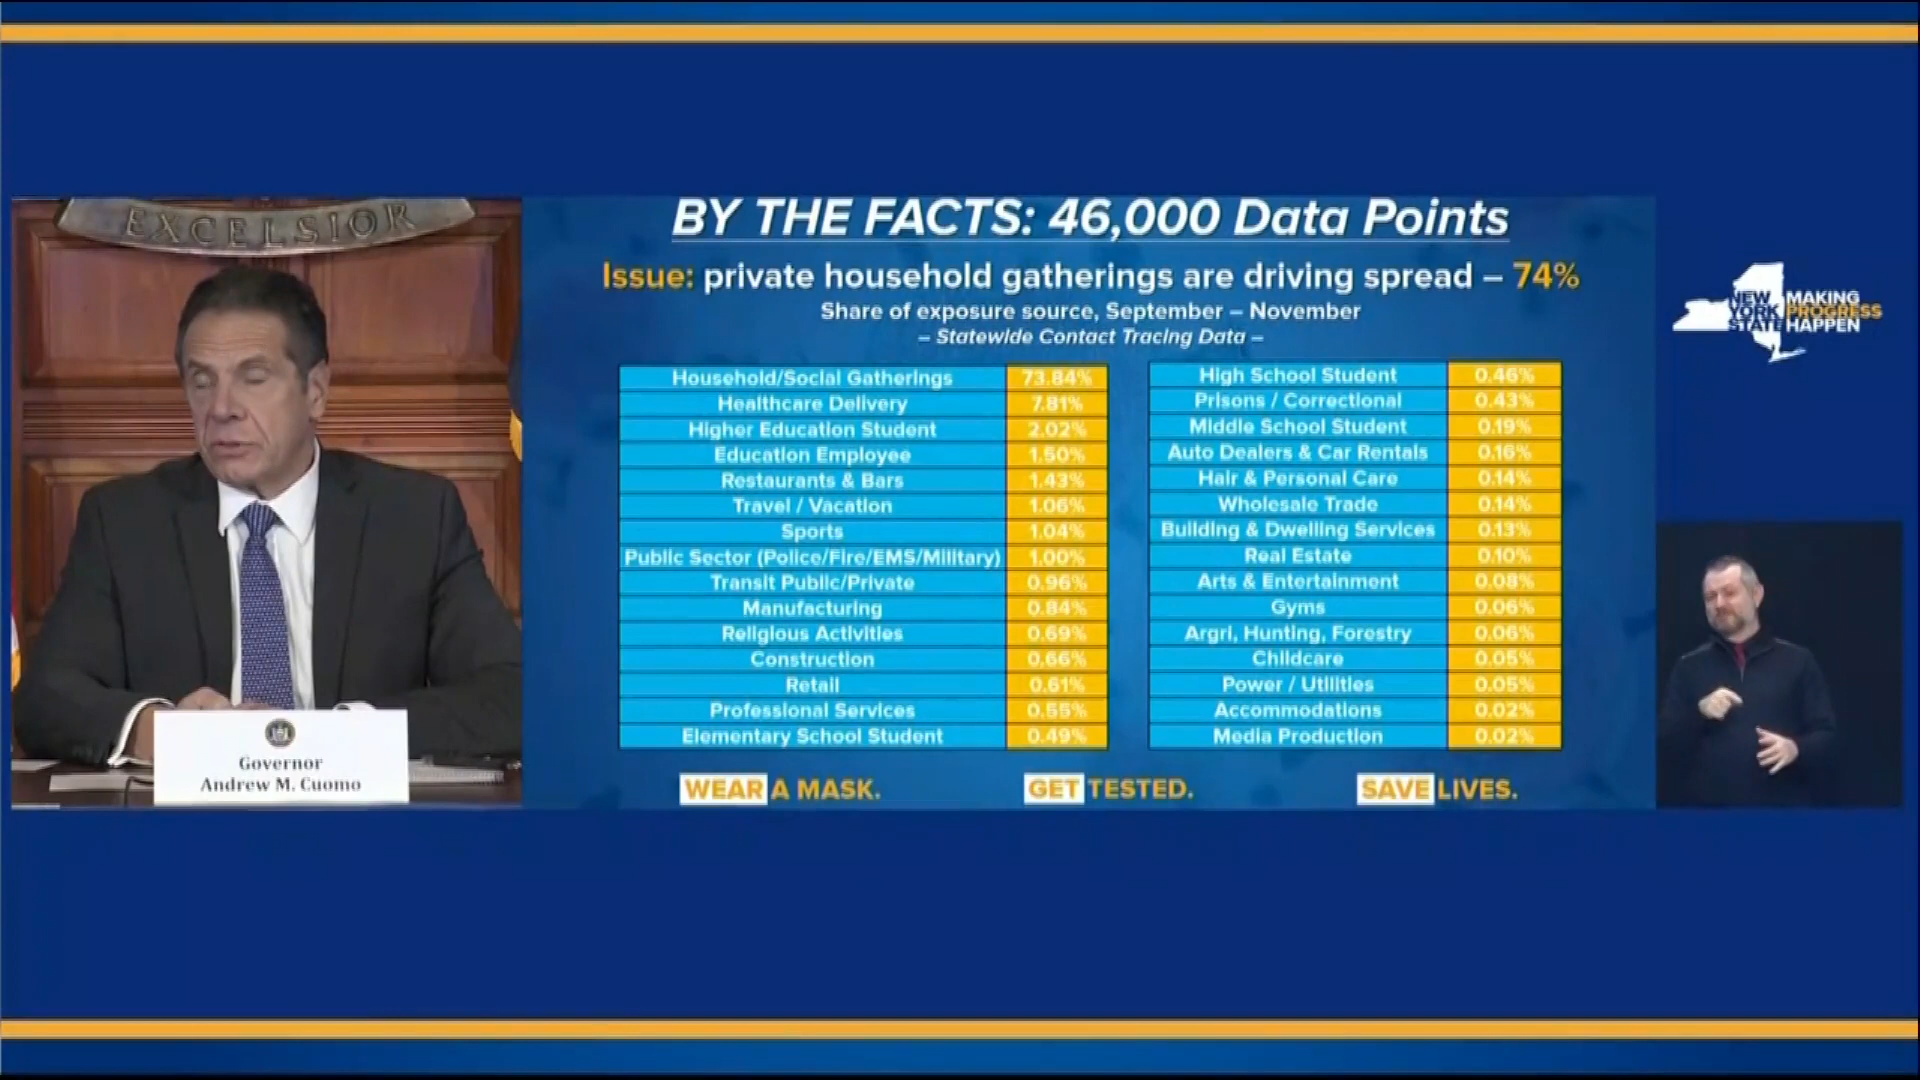 EXCELSIOR
Governor
Andrew M. Cuomo
BY THE FACTS: 46,000 Data Points
Issue: private household gatherings are driving spread – 74%
Share of exposure source, September – November
– Statewide Contact Tracing Data –
Household/Social Gatherings 73.84%
Healthcare Delivery 7.81%
Higher Education Student 2.02%
Education Employee 1.50%
Restaurants & Bars 1.43%
Travel / Vacation 1.06%
Sports 1.04%
Public Sector (Police/Fire/EMS/Military) 1.00%
Transit Public/Private 0.96%
Manufacturing 0.84%
Religious Activities 0.69%
Construction 0.66%
Retail 0.61%
Professional Services 0.55%
Elementary School Student 0.49%
High School Student 0.46%
Prisons / Correctional 0.43%
Middle School Student 0.19%
Auto Dealers & Car Rentals 0.16%
Hair & Personal Care 0.14%
Wholesale Trade 0.14%
Building & Dwelling Services 0.13%
Real Estate 0.10%
Arts & Entertainment 0.08%
Gyms 0.06%
Argri, Hunting, Forestry 0.06%
Childcare 0.05%
Power / Utilities 0.05%
Accommodations 0.02%
Media Production 0.02%
WEAR A MASK. GET TESTED. SAVE LIVES.
NEW YORK STATE
MAKING
PROGRESS
HAPPEN